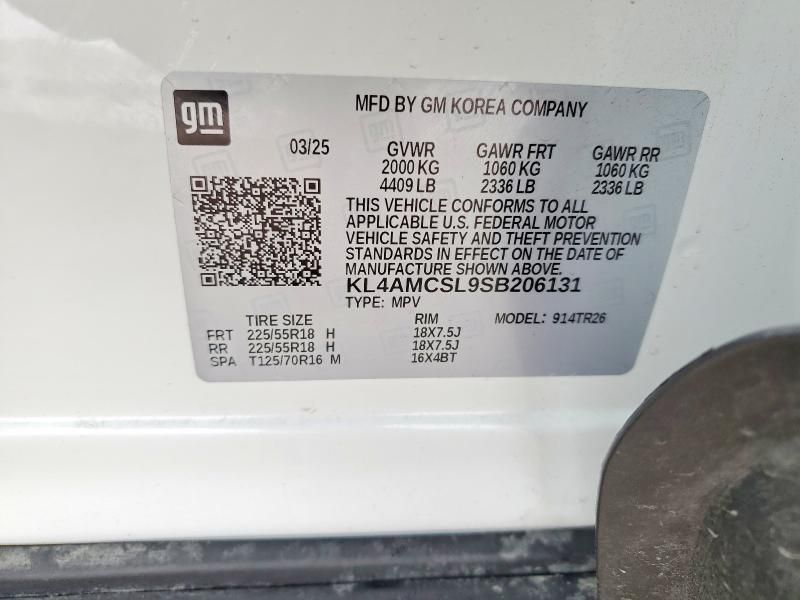 gm
MFD BY GM KOREA COMPANY
03/25 GVWR GAWR FRT GAWR RR
2000 KG 1060 KG 1060 KG
4409 LB 2336 LB 2336 LB
THIS VEHICLE CONFORMS TO ALL
APPLICABLE U.S. FEDERAL MOTOR
VEHICLE SAFETY AND THEFT PREVENTION
STANDARDS IN EFFECT ON THE DATE OF
MANUFACTURE SHOWN ABOVE.
KL4AMCSL9SB206131
TYPE: MPV
TIRE SIZE RIM MODEL: 914TR26
FRT 225/55R18 H 18X7.5J
RR 225/55R18 H 18X7.5J
SPA T125/70R16 M 16X4BT